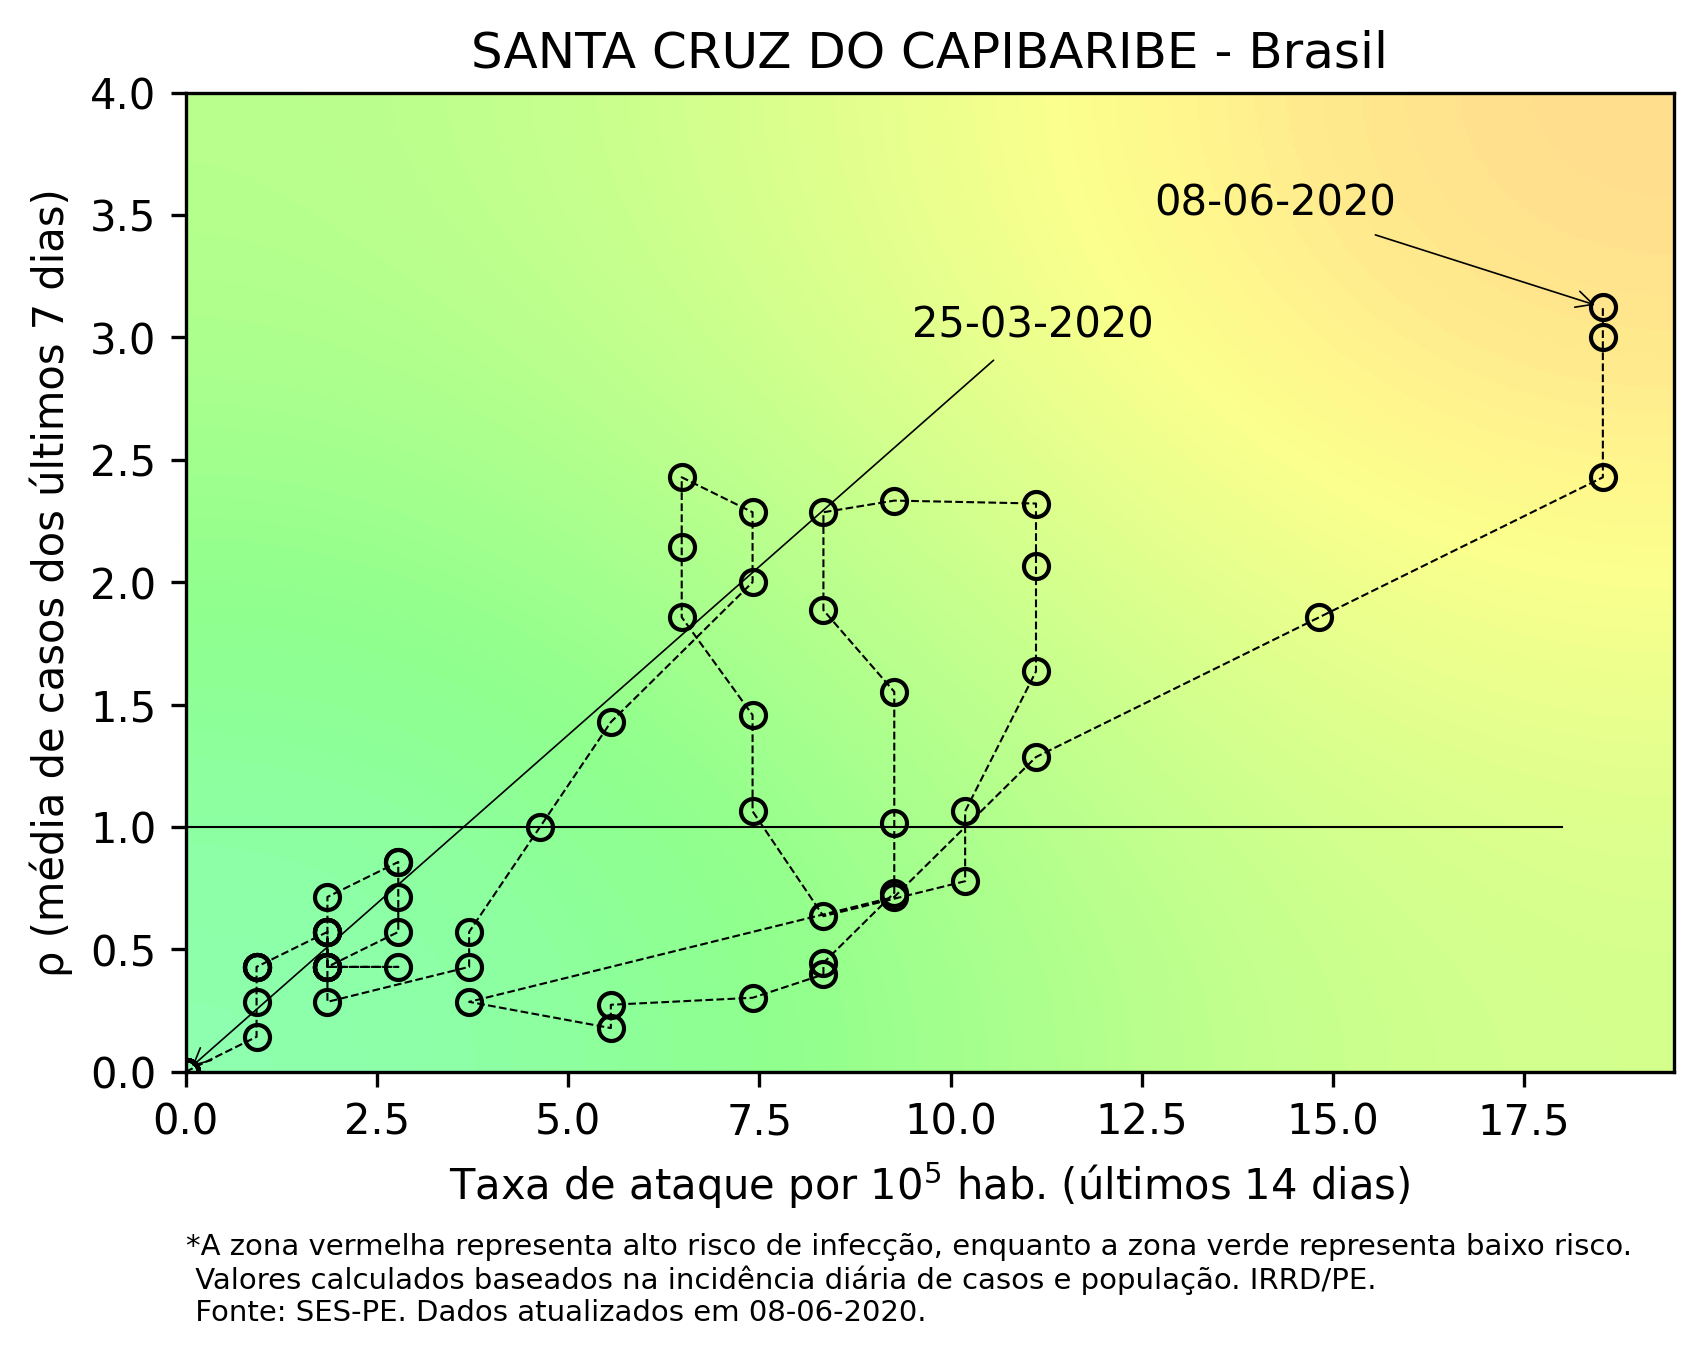 SANTA CRUZ DO CAPIBARIBE - Brasil
4.0
3.5
3.0
2.5
2.0
1.5
1.0
0.5
0.0
ρ (média de casos dos últimos 7 dias)
08-06-2020
25-03-2020
0.0 2.5 5.0 7.5 10.0 12.5 15.0 17.5
Taxa de ataque por 10⁵ hab. (últimos 14 dias)
*A zona vermelha representa alto risco de infecção, enquanto a zona verde representa baixo risco.
Valores calculados baseados na incidência diária de casos e população. IRRD/PE.
Fonte: SES-PE. Dados atualizados em 08-06-2020.